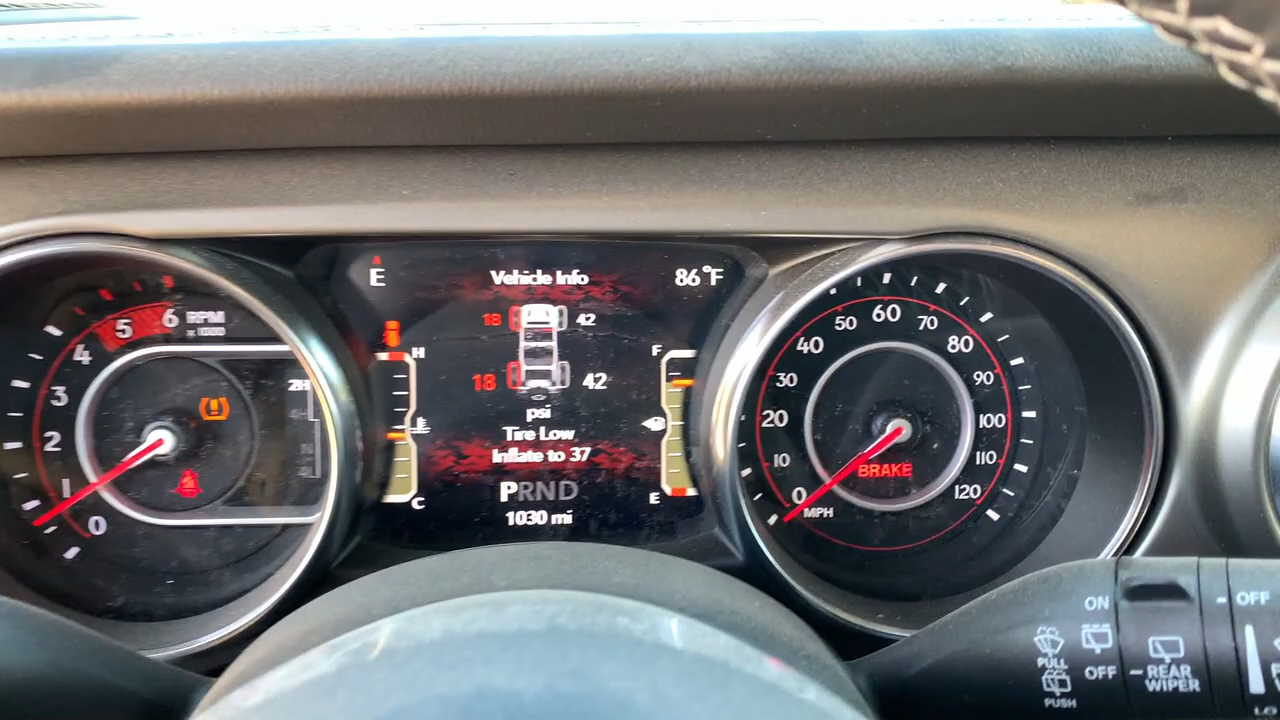 E
Vehicle Info
86°F
18 42
18 42
psi
Tire Low
Inflate to 37
PRND
1030 mi
H
C
F
E
6 RPM
5
4
3
2
1
0
2H
60
50 70
40 80
30 90
20 100
10 110
0 120
MPH
BRAKE
ON
OFF
PULL
PUSH
OFF
REAR
WIPER
LO